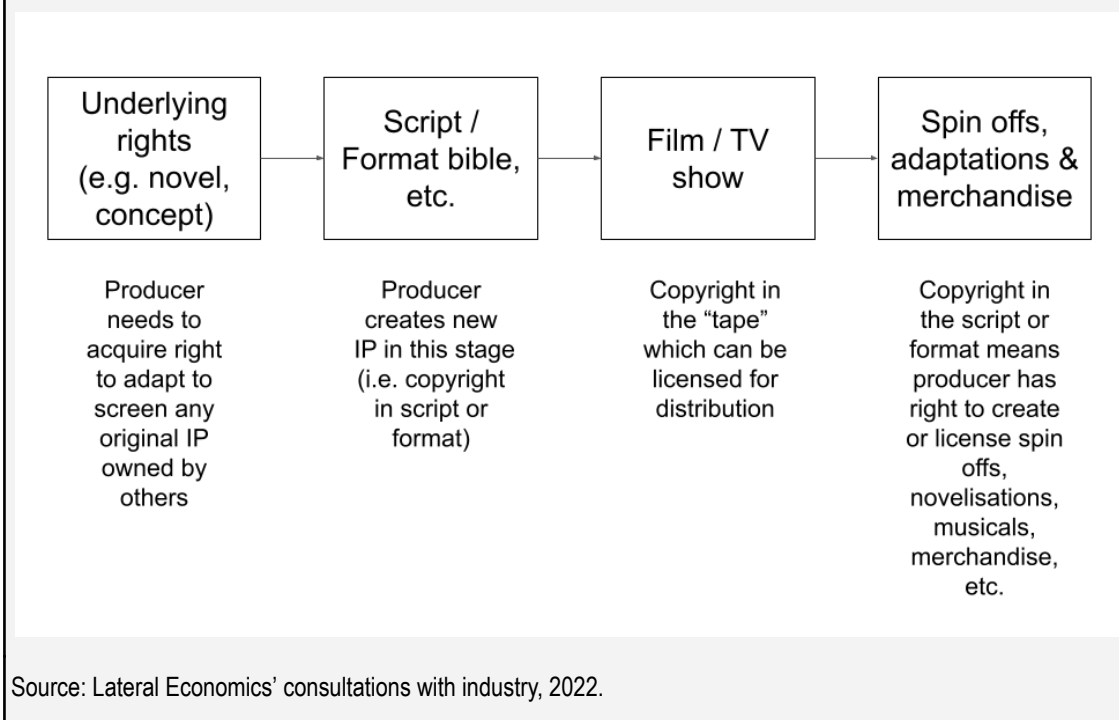 Underlying
rights
(e.g. novel,
concept)
Script /
Format bible,
etc.
Film / TV
show
Spin offs,
adaptations &
merchandise
Producer
needs to
acquire right
to adapt to
screen any
original IP
owned by
others
Producer
creates new
IP in this stage
(i.e. copyright
in script or
format)
Copyright in
the “tape”
which can be
licensed for
distribution
Copyright in
the script or
format means
producer has
right to create
or license spin
offs,
novelisations,
musicals,
merchandise,
etc.
Source: Lateral Economics’ consultations with industry, 2022.